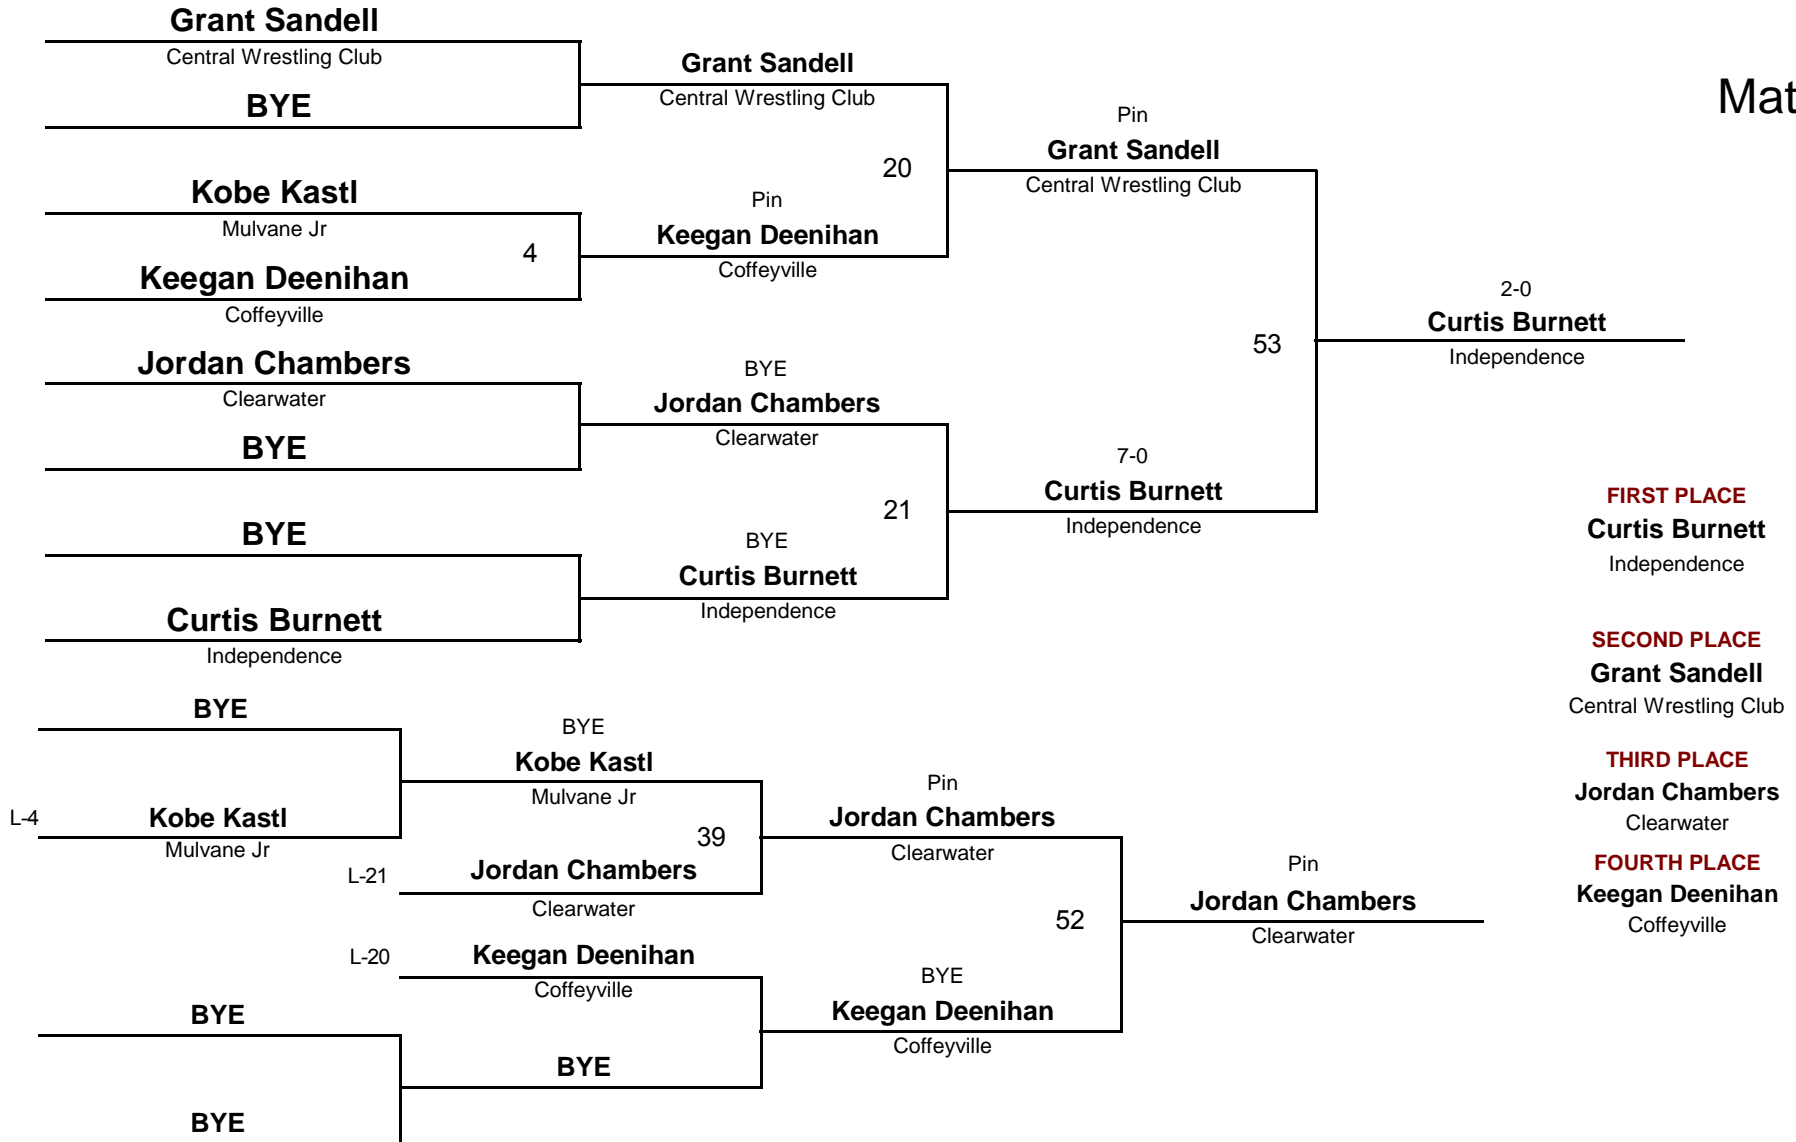 Grant Sandell
Central Wrestling Club
BYE
Kobe Kastl
Mulvane Jr
4
Keegan Deenihan
Coffeyville
Jordan Chambers
Clearwater
BYE
BYE
Curtis Burnett
Independence
Grant Sandell
Central Wrestling Club
20
Pin
Keegan Deenihan
Coffeyville
BYE
Jordan Chambers
Clearwater
21
BYE
Curtis Burnett
Independence
Pin
Grant Sandell
Central Wrestling Club
53
7-0
Curtis Burnett
Independence
2-0
Curtis Burnett
Independence
Mat
FIRST PLACE
Curtis Burnett
Independence
SECOND PLACE
Grant Sandell
Central Wrestling Club
THIRD PLACE
Jordan Chambers
Clearwater
FOURTH PLACE
Keegan Deenihan
Coffeyville
BYE
L-4
Kobe Kastl
Mulvane Jr
BYE
BYE
BYE
Kobe Kastl
Mulvane Jr
39
L-21
Jordan Chambers
Clearwater
L-20
Keegan Deenihan
Coffeyville
BYE
Pin
Jordan Chambers
Clearwater
52
BYE
Keegan Deenihan
Coffeyville
Pin
Jordan Chambers
Clearwater